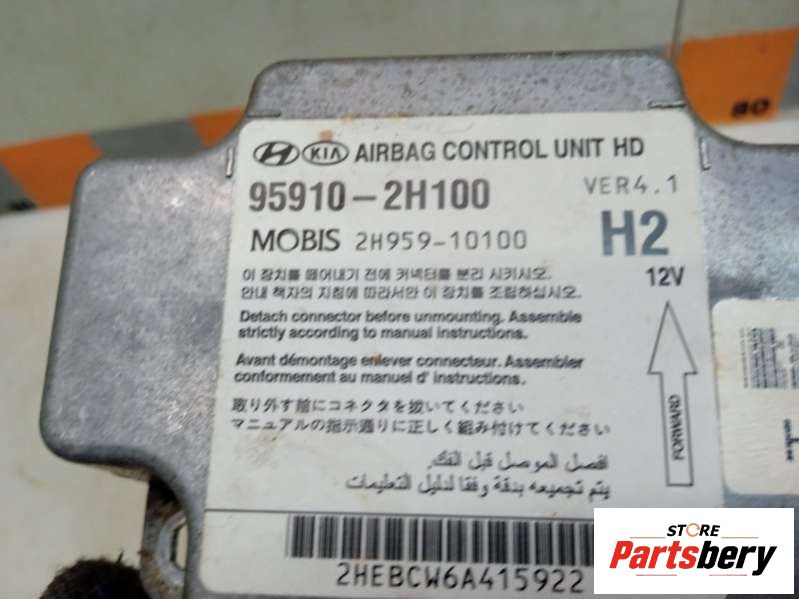 HYUNDAI KIA AIRBAG CONTROL UNIT HD
95910-2H100
VER4.1
MOBIS 2H959-10100
H2
12V
이 장치를 떼어내기 전에 커넥터를 분리 시키시오.
안내 책자의 지침에 따라서만 이 장치를 조립하십시오.
Detach connector before unmounting. Assemble
strictly according to manual instructions.
Avant démontage enlever connecteur. Assembler
conformement au manuel d' instructions.
取り外す前にコネクタを抜いてください
マニュアルの指示通りに正しく組み付けてください
افصل الموصل قبل الفك.
يتم تجميعه بدقة وفقا لدليل التعليمات
FORWARD
2HEBCW6A415922
STORE
Partsbery